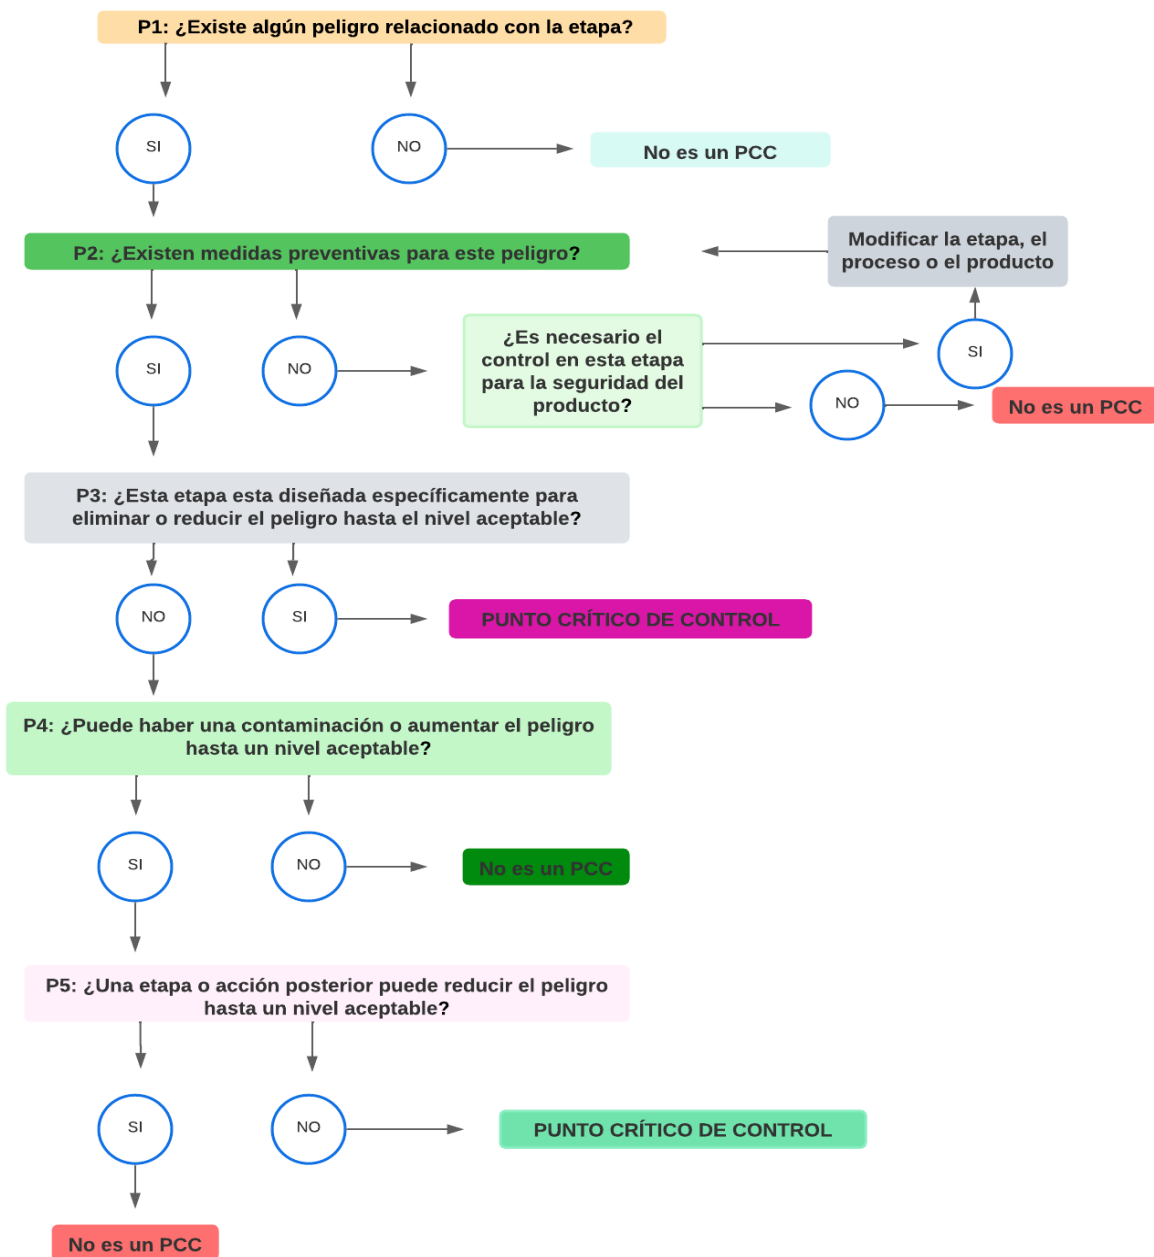 P1: ¿Existe algún peligro relacionado con la etapa?
SI
NO
No es un PCC
P2: ¿Existen medidas preventivas para este peligro?
Modificar la etapa, el
proceso o el producto
SI
NO
¿Es necesario el
control en esta etapa
para la seguridad del
producto?
SI
NO
No es un PCC
P3: ¿Esta etapa esta diseñada específicamente para
eliminar o reducir el peligro hasta el nivel aceptable?
NO
SI
PUNTO CRÍTICO DE CONTROL
P4: ¿Puede haber una contaminación o aumentar el peligro
hasta un nivel aceptable?
SI
NO
No es un PCC
P5: ¿Una etapa o acción posterior puede reducir el peligro
hasta un nivel aceptable?
SI
NO
PUNTO CRÍTICO DE CONTROL
No es un PCC